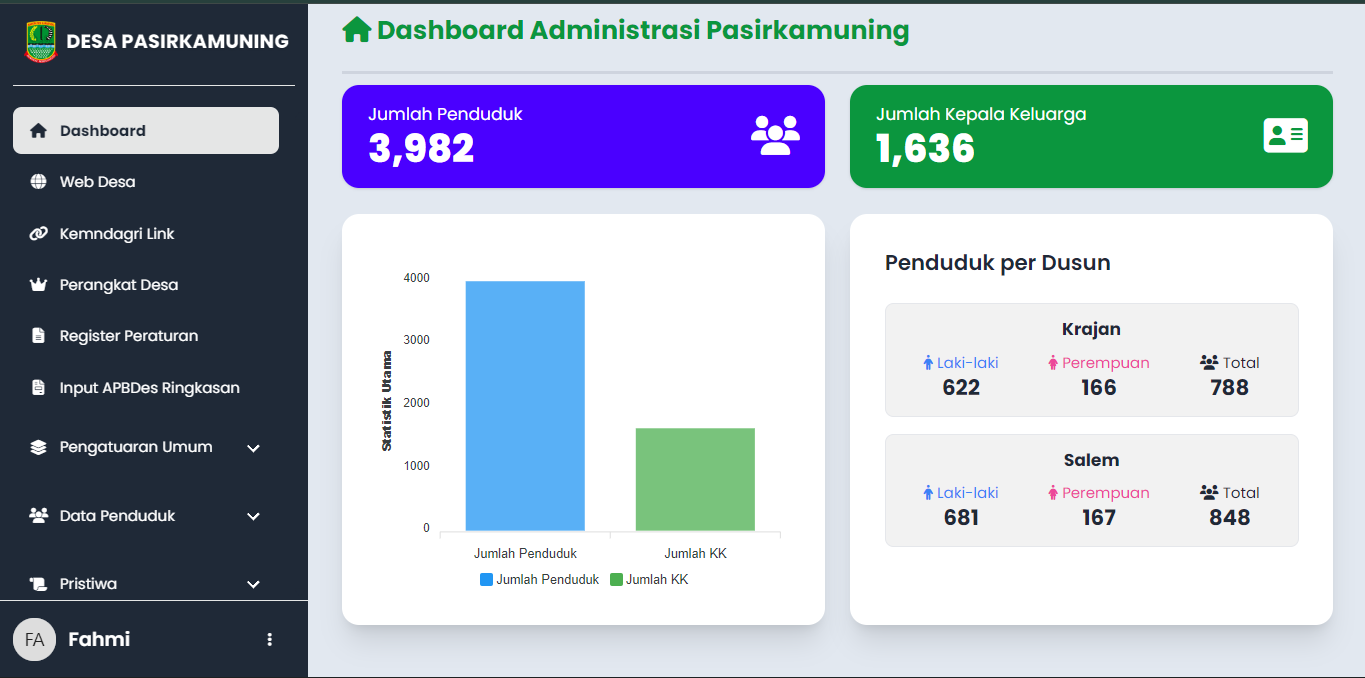 DESA PASIRKAMUNING
Dashboard
Web Desa
Kemndagri Link
Perangkat Desa
Register Peraturan
Input APBDes Ringkasan
Pengatuaran Umum
Data Penduduk
Pristiwa
FA
Fahmi
Dashboard Administrasi Pasirkamuning
Jumlah Penduduk
3,982
Jumlah Kepala Keluarga
1,636
Statistik Utama
4000
3000
2000
1000
0
Jumlah Penduduk Jumlah KK
Jumlah Penduduk Jumlah KK
Penduduk per Dusun
Krajan
Laki-laki Perempuan Total
622 166 788
Salem
Laki-laki Perempuan Total
681 167 848